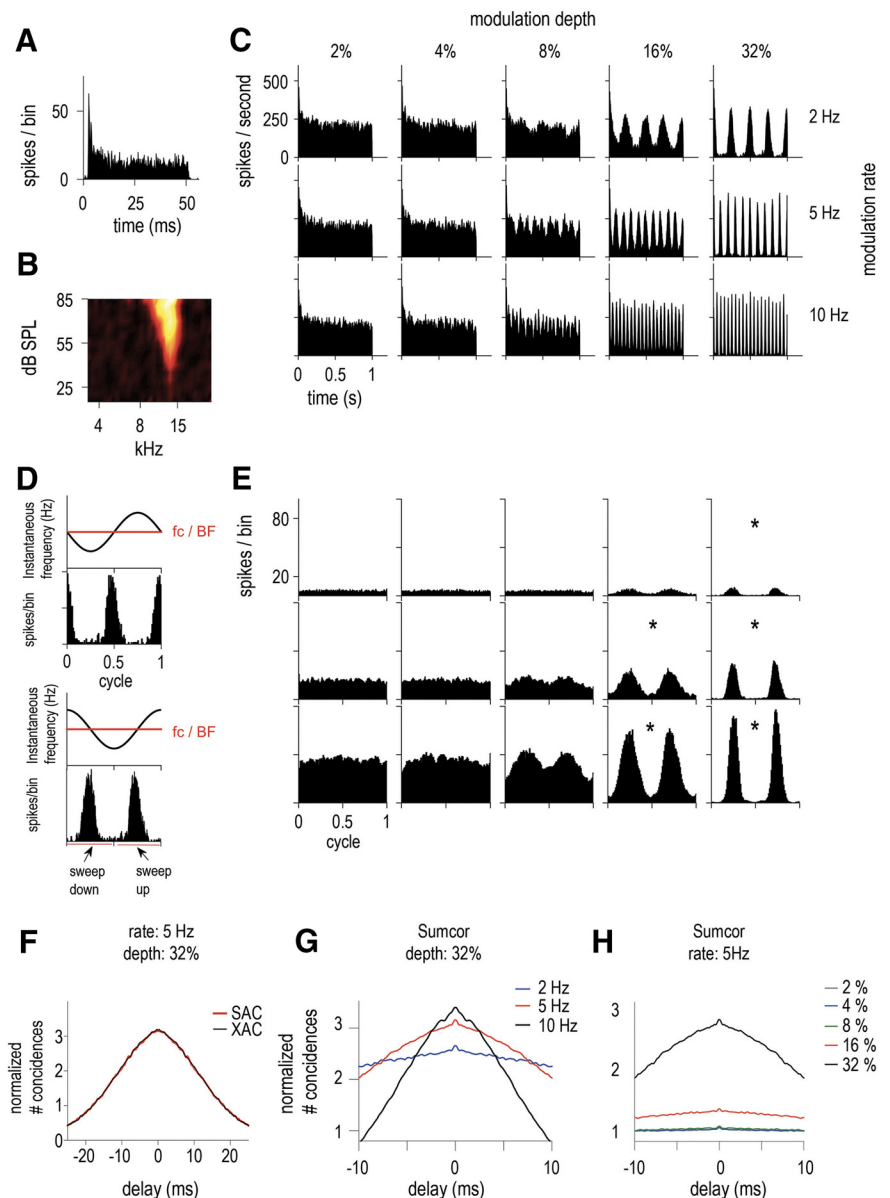 A
spikes / bin
50
0
0 25 50
time (ms)
B
dB SPL
85
55
25
4 8 15
kHz
C
modulation depth
2% 4% 8% 16% 32%
spikes / second
500
250
0
2 Hz
5 Hz
10 Hz
modulation rate
0 0.5 1
time (s)
D
Instantaneous
frequency (Hz)
fc / BF
spikes/bin
0 0.5 1
cycle
Instantaneous
frequency (Hz)
fc / BF
spikes/bin
sweep
down
sweep
up
E
spikes / bin
80
20
*
* *
* *
0 0.5 1
cycle
F
rate: 5 Hz
depth: 32%
SAC
XAC
normalized
# concidences
3
2
1
0
-20 -10 0 10 20
delay (ms)
G
Sumcor
depth: 32%
2 Hz
5 Hz
10 Hz
normalized
# concidences
3
2
1
-10 0 10
delay (ms)
H
Sumcor
rate: 5Hz
2 %
4 %
8 %
16 %
32 %
3
2
1
-10 0 10
delay (ms)